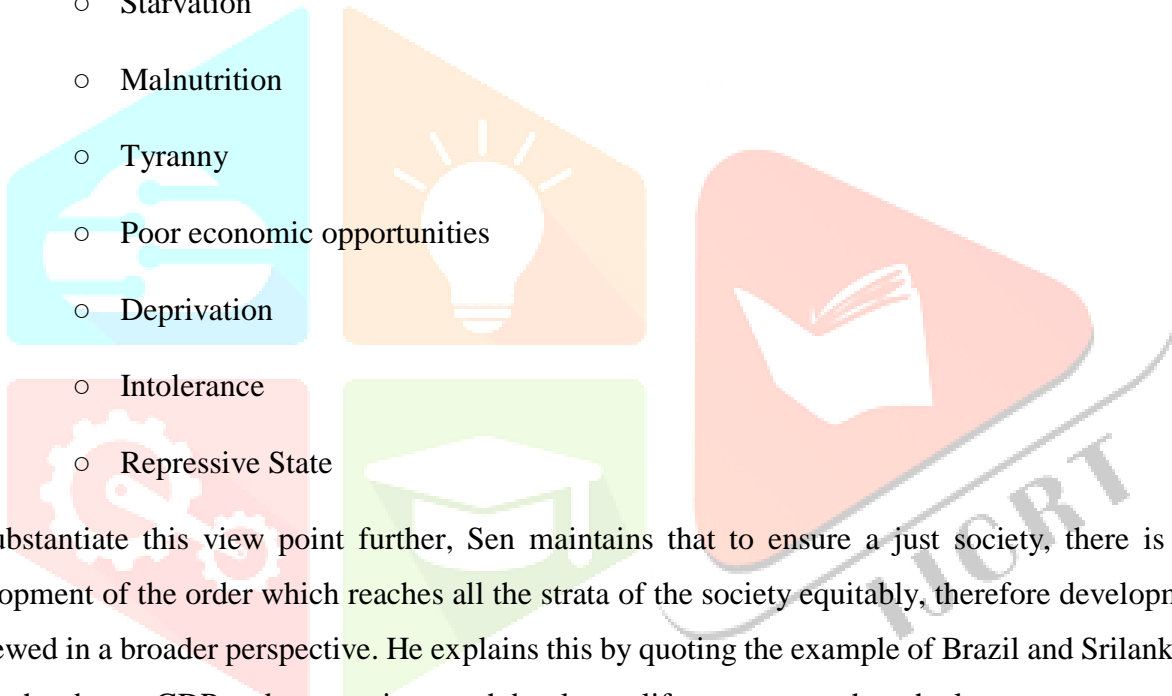 ○ Starvation
○ Malnutrition
○ Tyranny
○ Poor economic opportunities
○ Deprivation
○ Intolerance
○ Repressive State
substantiate this view point further, Sen maintains that to ensure a just society, there is
opment of the order which reaches all the strata of the society equitably, therefore developm
ewed in a broader perspective. He explains this by quoting the example of Brazil and Srilank
IJCRT